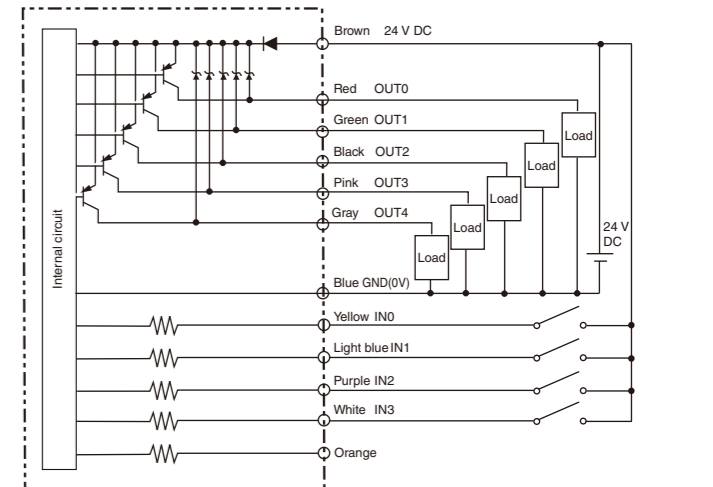 Brown 24 V DC
Red OUT0
Green OUT1
Black OUT2
Pink OUT3
Gray OUT4
Load
Load
Load
Load
Load
24 V
DC
Internal circuit
Blue GND(0V)
Yellow IN0
Light blue IN1
Purple IN2
White IN3
Orange